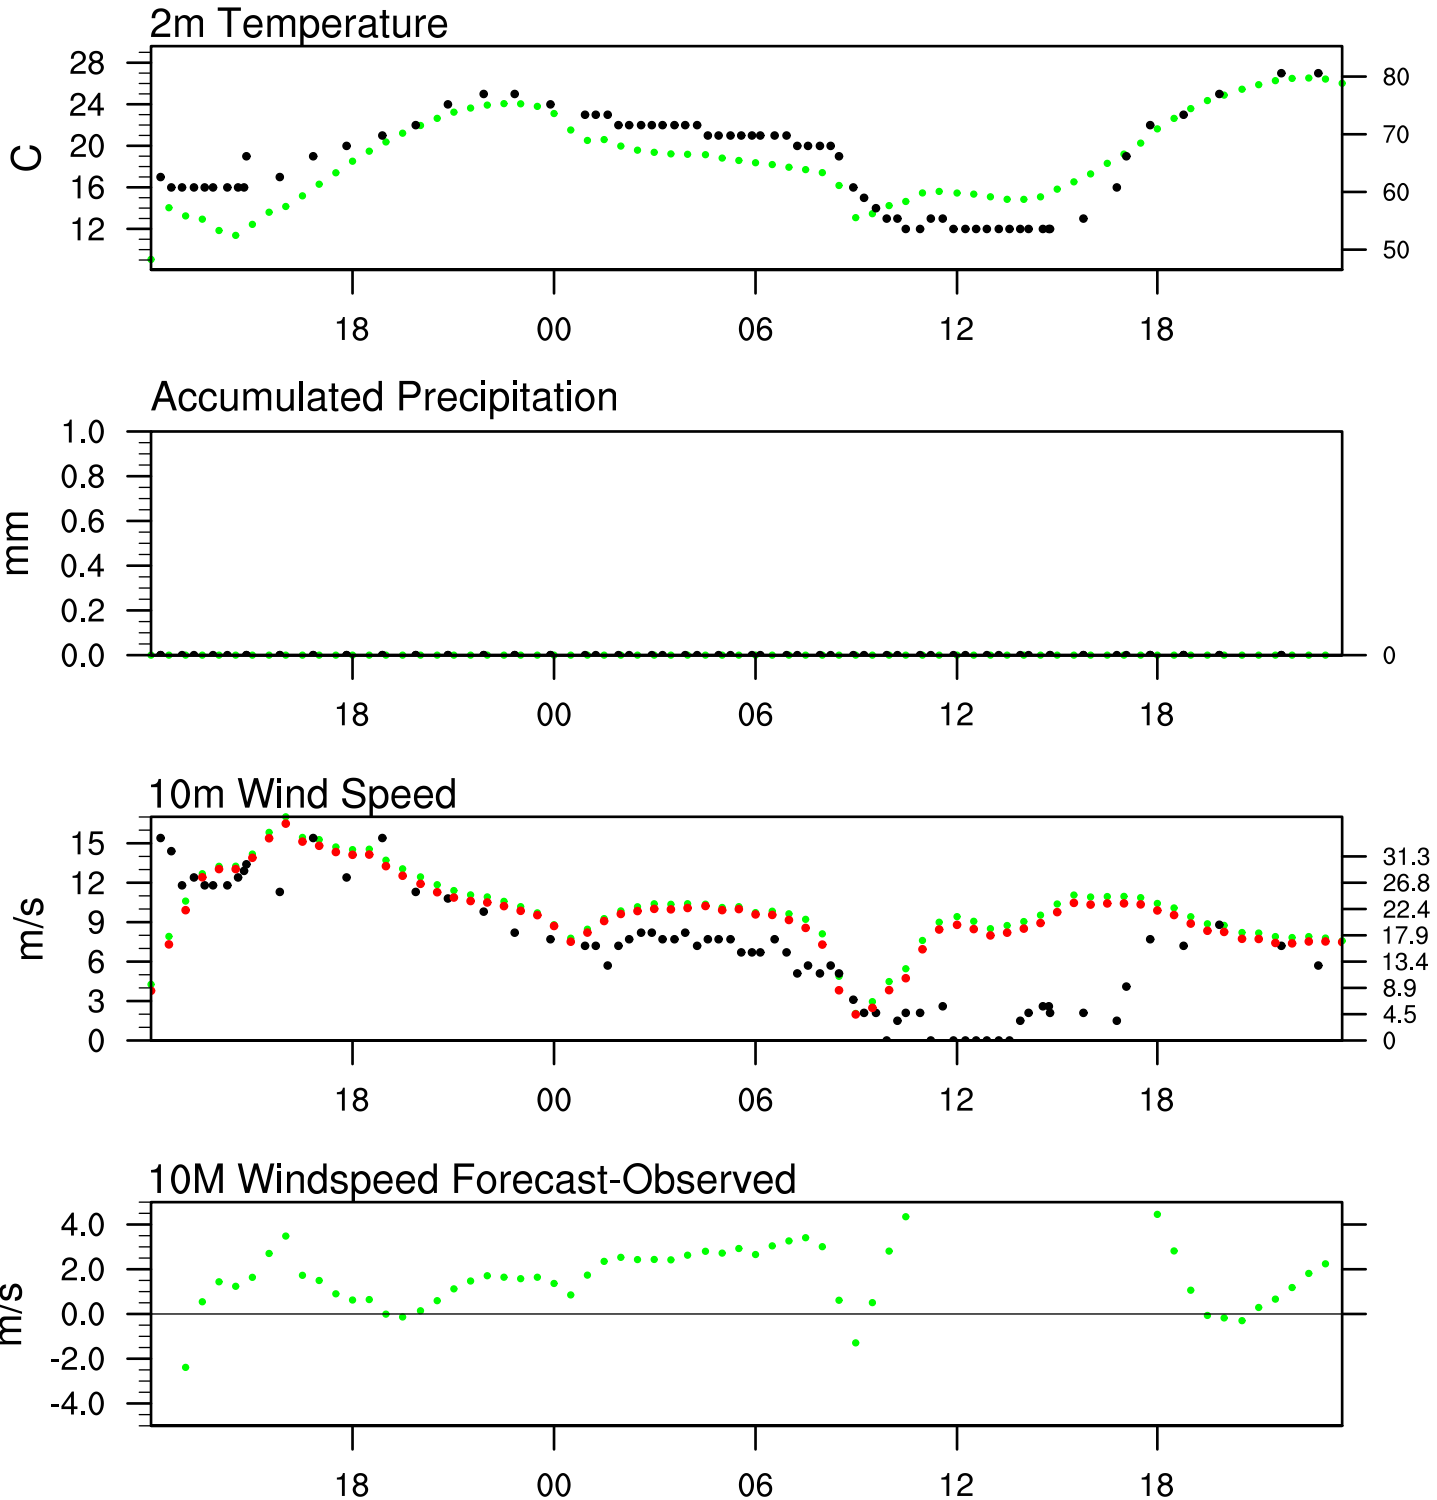 2m Temperature
28
24
20
16
12
C
80
70
60
50
18 00 06 12 18
Accumulated Precipitation
1.0
0.8
0.6
0.4
0.2
0.0
mm
0
18 00 06 12 18
10m Wind Speed
15
12
9
6
3
0
m/s
31.3
26.8
22.4
17.9
13.4
8.9
4.5
0
18 00 06 12 18
10M Windspeed Forecast-Observed
4.0
2.0
0.0
-2.0
-4.0
m/s
18 00 06 12 18